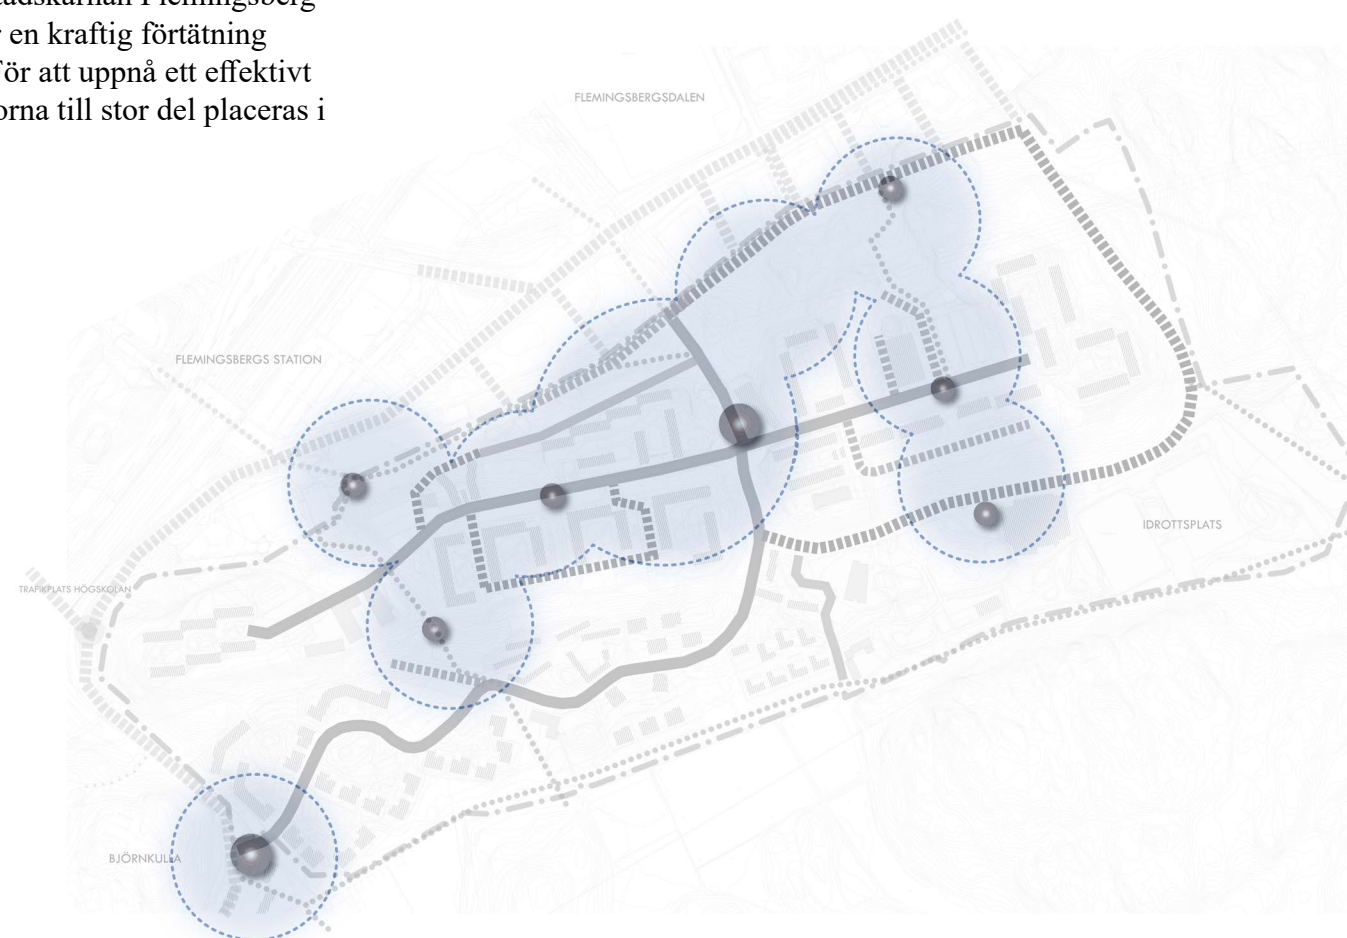 Flemingsberg
en kraftig förtätning
ör att uppnå ett effektivt
orna till stor del placeras i
FLEMINGSBERGSDALEN
FLEMINGSBERGS STATION
IDROTTSPLATS
TRAFIKPLATS HÖGSKOLAN
BJÖRNKULLA